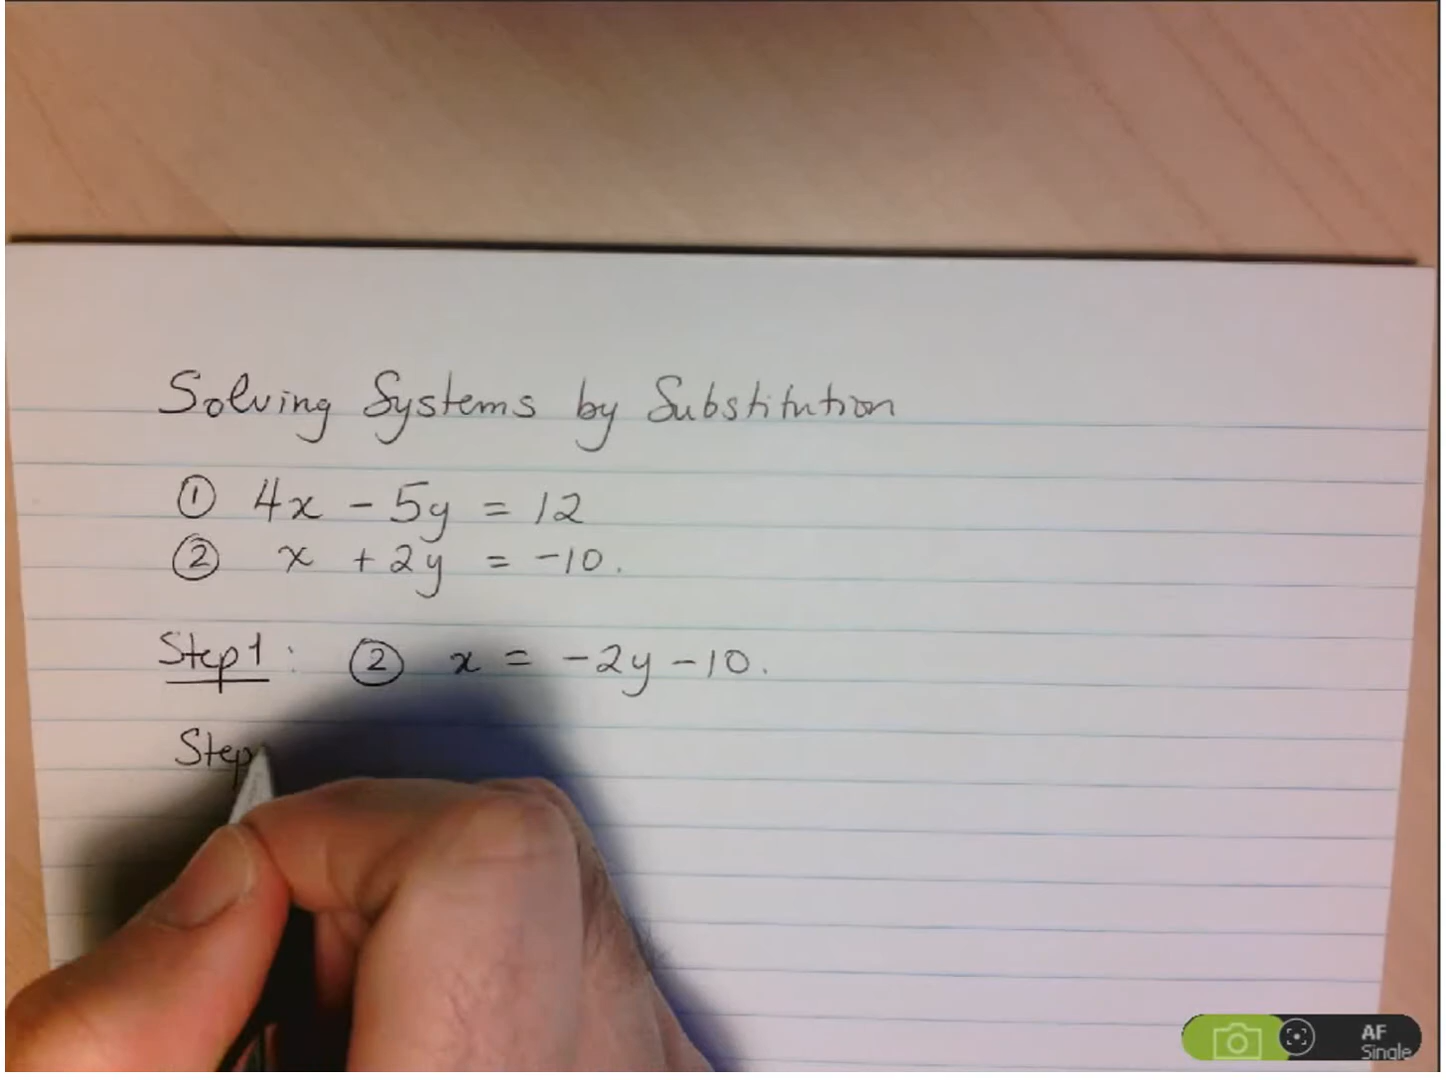 Solving Systems by Substitution
① 4x - 5y = 12
② x + 2y = -10.
Step 1: ② x = -2y - 10.
Step
AF
Single